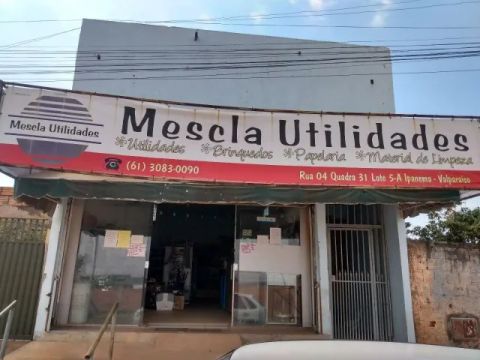 Mescla Utilidades
Mescla Utilidades
Utilidades Brinquedos Papelaria Material de Limpeza
(61) 3083-0090
Rua 04 Quadra 31 Lote 5-A Ipanema - Valparaiso